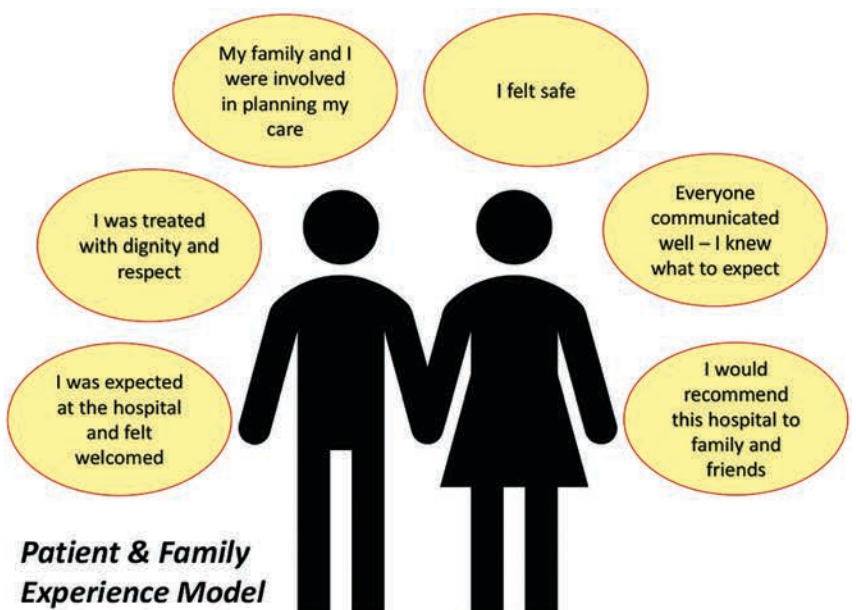 My family and I
were involved
in planning my
care
I felt safe
I was treated
with dignity and
respect
Everyone
communicated
well – I knew
what to expect
I was expected
at the hospital
and felt
welcomed
I would
recommend
this hospital to
family and
friends
Patient & Family
Experience Model